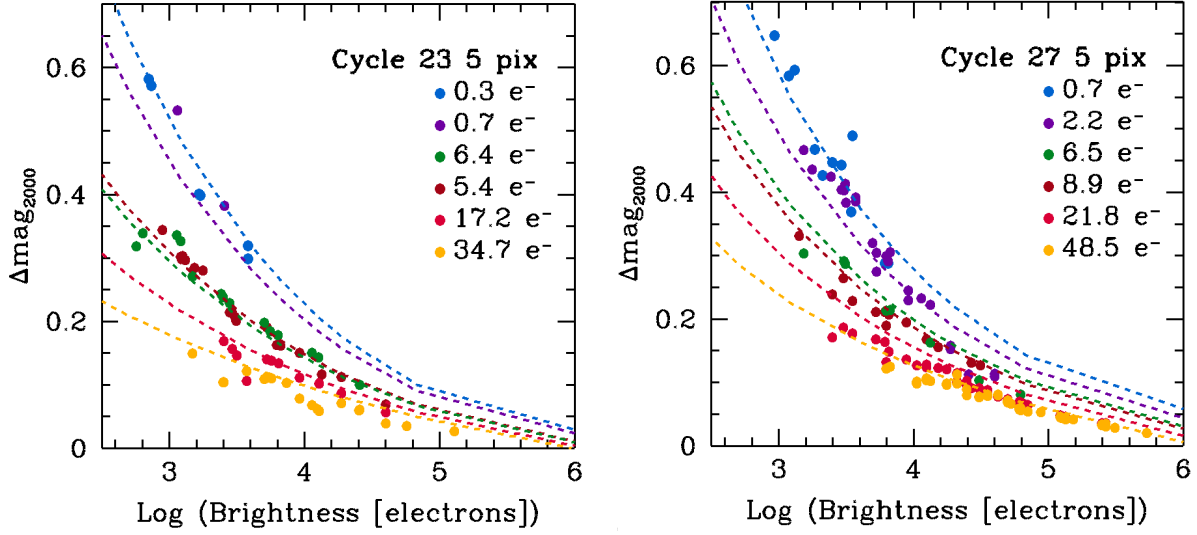 Cycle 23 5 pix
0.3 e⁻
0.7 e⁻
6.4 e⁻
5.4 e⁻
17.2 e⁻
34.7 e⁻
0.6
0.4
0.2
0
Δmag₂₀₀₀
3
4
5
6
Log (Brightness [electrons])
Cycle 27 5 pix
0.7 e⁻
2.2 e⁻
6.5 e⁻
8.9 e⁻
21.8 e⁻
48.5 e⁻
0.6
0.4
0.2
0
Δmag₂₀₀₀
3
4
5
6
Log (Brightness [electrons])